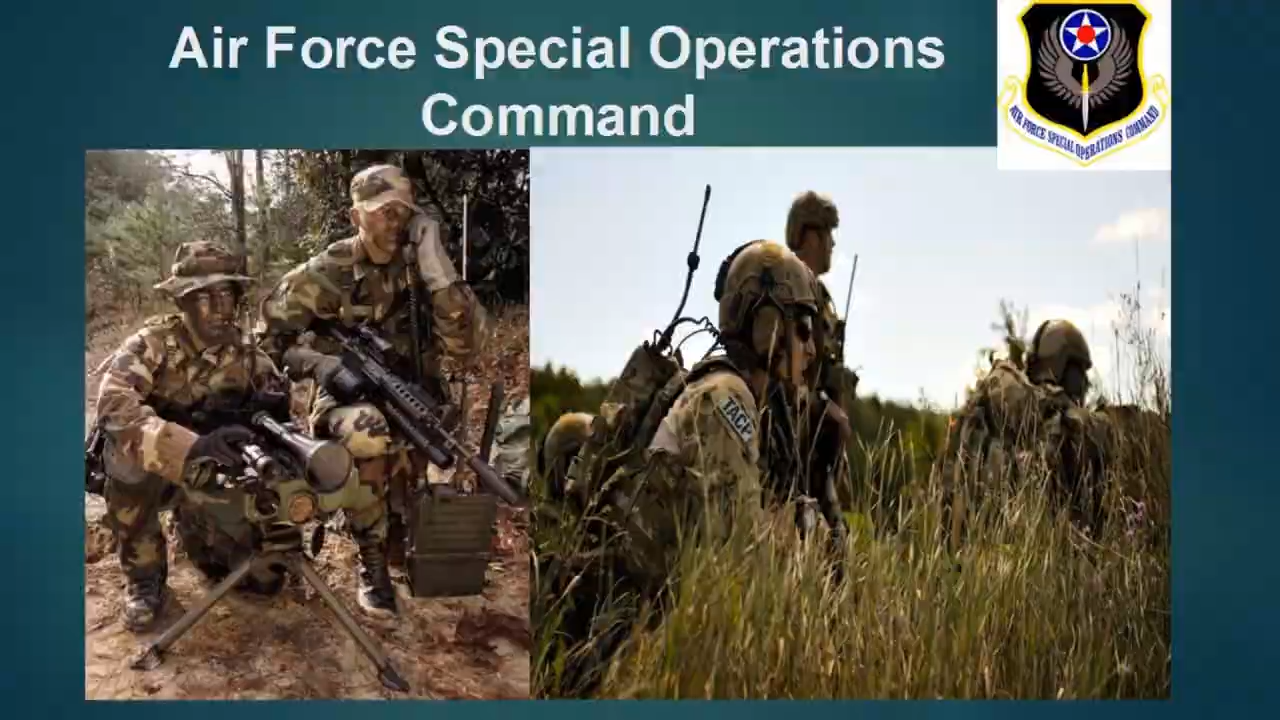 Air Force Special Operations
Command
AIR FORCE SPECIAL OPERATIONS COMMAND
TACP